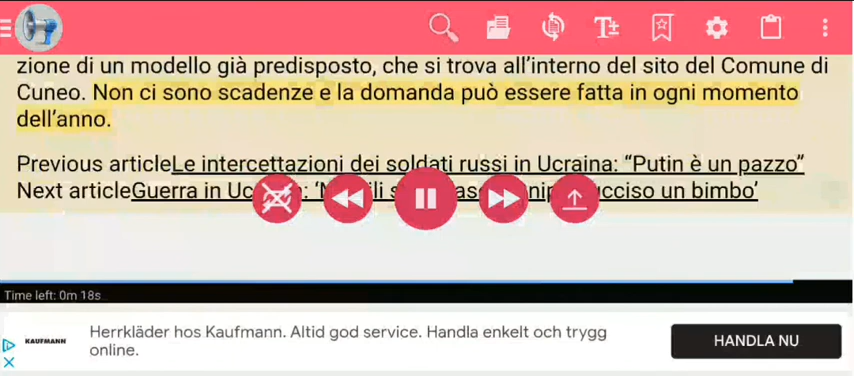 zione di un modello già predisposto, che si trova all'interno del sito del Comune di
Cuneo. Non ci sono scadenze e la domanda può essere fatta in ogni momento
dell'anno.
Previous articleLe intercettazioni dei soldati russi in Ucraina: “Putin è un pazzo”
Next articleGuerra in Uc : ucciso un bimbo’
Time left: 0m 18s
KAUFMANN
Herrkläder hos Kaufmann. Altid god service. Handla enkelt och trygg
online.
HANDLA NU